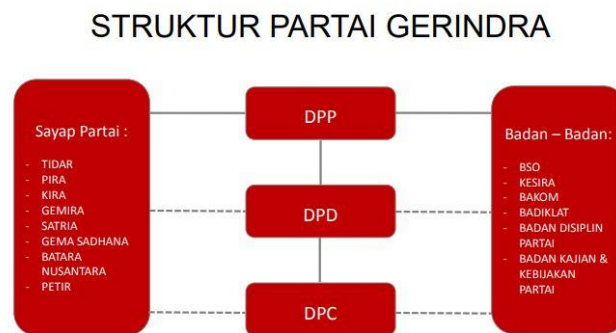 STRUKTUR PARTAI GERINDRA
Sayap Partai :
- TIDAR
- PIRA
- KIRA
- GEMIRA
- SATRIA
- GEMA SADHANA
- BATARA
NUSANTARA
- PETIR
DPP
DPD
DPC
Badan – Badan:
- BSO
- KESIRA
- BAKOM
- BADIKLAT
- BADAN DISIPLIN
PARTAI
- BADAN KAJIAN &
KEBIJAKAN
PARTAI